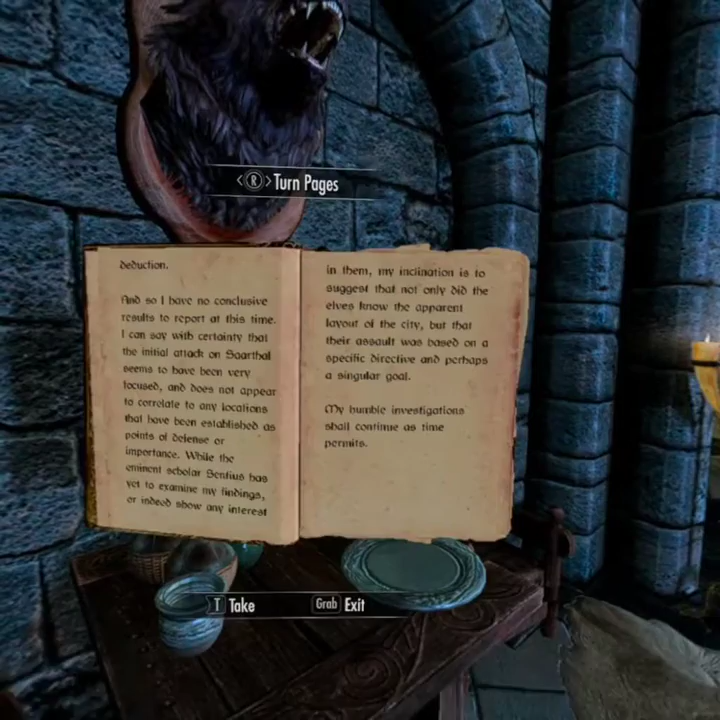 <R> Turn Pages
deduction.
And so I have no conclusive
results to report at this time.
I can say with certainty that
the initial attack on Saarthal
seems to have been very
focused, and does not appear
to correlate to any locations
that have been established as
points of defense or
importance. While the
eminent scholar Senfius has
yet to examine my findings,
or indeed show any interest
in them, my inclination is to
suggest that not only did the
elves know the apparent
layout of the city, but that
their assault was based on a
specific directive and perhaps
a singular goal.
My humble investigations
shall continue as time
permits.
T Take
Grab Exit